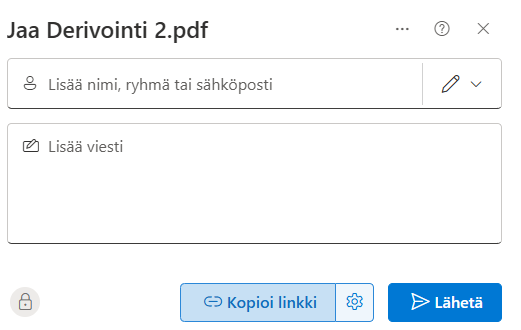 Jaa Derivointi 2.pdf
Lisää nimi, ryhmä tai sähköposti
Lisää viesti
Kopioi linkki
Lähetä